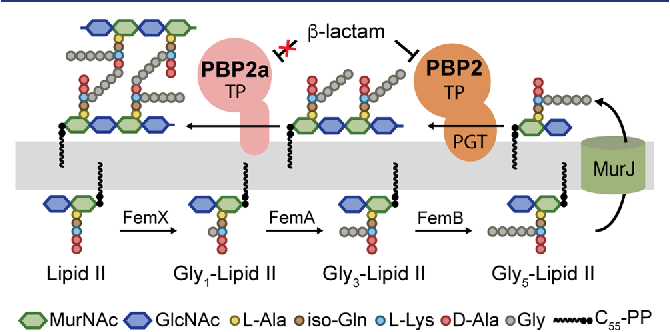 β-lactam
PBP2a
TP
PBP2
TP
PGT
MurJ
FemX
FemA
FemB
Lipid II
Gly₁-Lipid II
Gly₃-Lipid II
Gly₅-Lipid II
MurNAc
GlcNAc
L-Ala
iso-Gln
L-Lys
D-Ala
Gly
C₅₅-PP